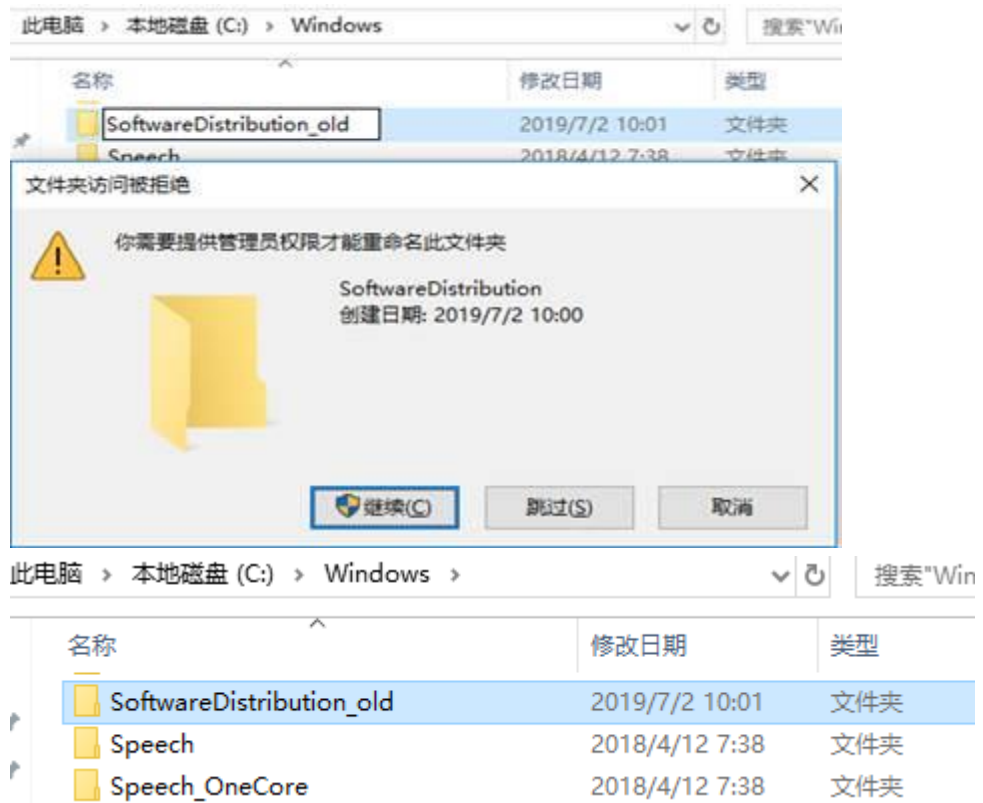 此电脑 > 本地磁盘 (C:) > Windows 搜索"Wi
名称 修改日期 类型
SoftwareDistribution_old 2019/7/2 10:01 文件夹
Speech 2018/4/12 7:38 文件夹
文件夹访问被拒绝
你需要提供管理员权限才能重命名此文件夹
SoftwareDistribution
创建日期: 2019/7/2 10:00
继续(C) 跳过(S) 取消
此电脑 > 本地磁盘 (C:) > Windows > 搜索"Win
名称 修改日期 类型
SoftwareDistribution_old 2019/7/2 10:01 文件夹
Speech 2018/4/12 7:38 文件夹
Speech_OneCore 2018/4/12 7:38 文件夹